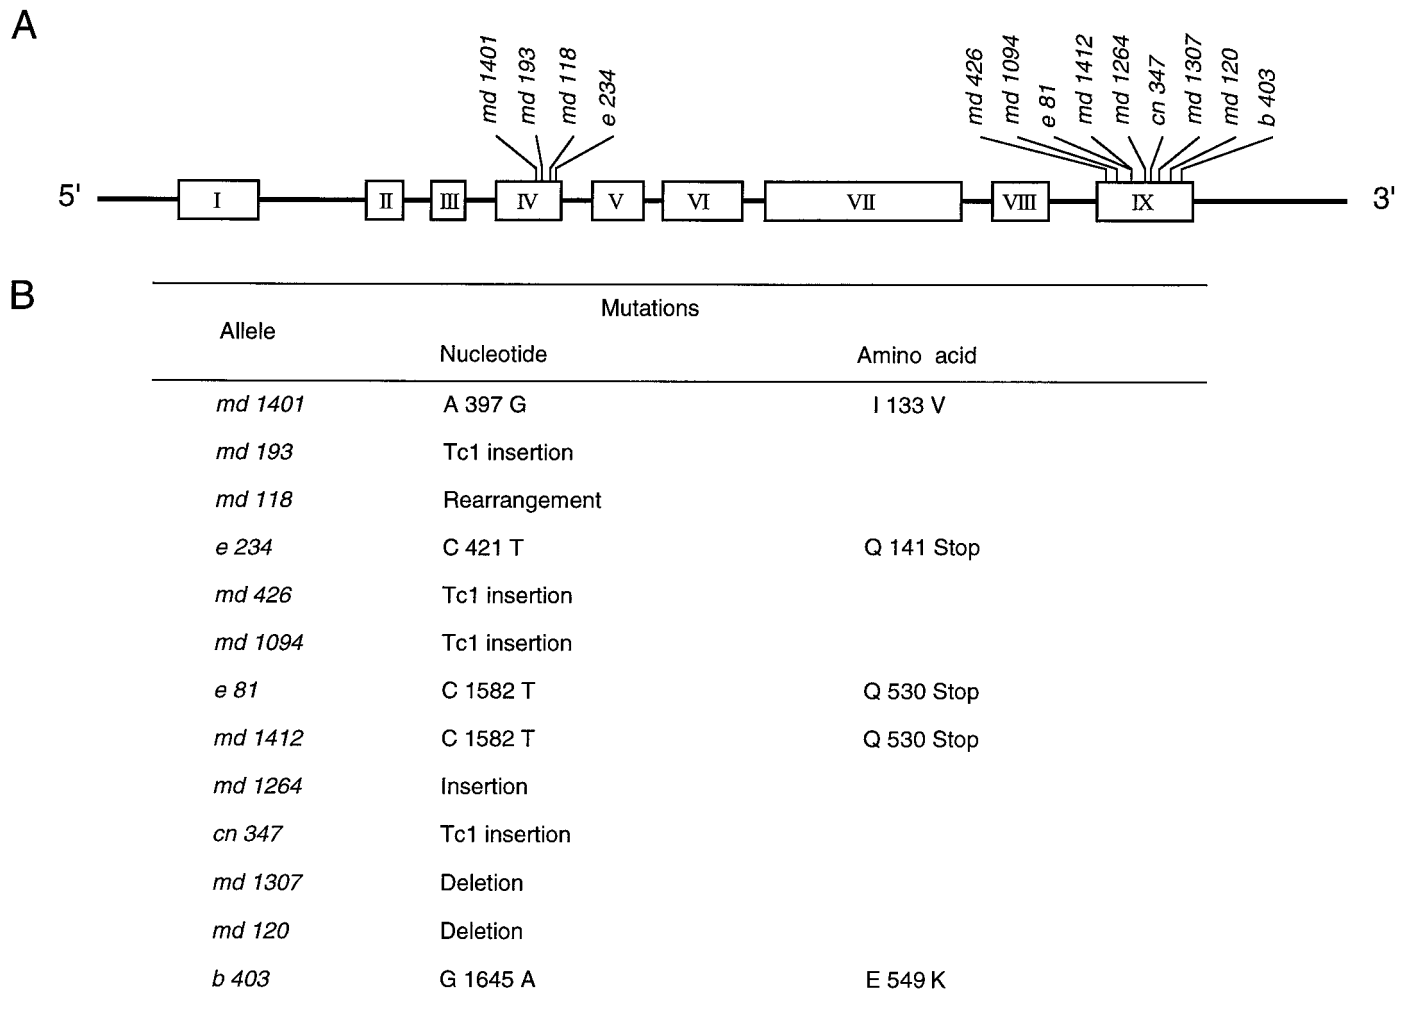 A
md 1401 md 193 md 118 e 234 md 426 md 1094 e 81 md 1412 md 1264 cn 347 md 1307 md 120 b 403
5' I II III IV V VI VII VIII IX 3'
B
Mutations
Allele
Nucleotide Amino acid
md 1401 A 397 G I 133 V
md 193 Tc1 insertion
md 118 Rearrangement
e 234 C 421 T Q 141 Stop
md 426 Tc1 insertion
md 1094 Tc1 insertion
e 81 C 1582 T Q 530 Stop
md 1412 C 1582 T Q 530 Stop
md 1264 Insertion
cn 347 Tc1 insertion
md 1307 Deletion
md 120 Deletion
b 403 G 1645 A E 549 K